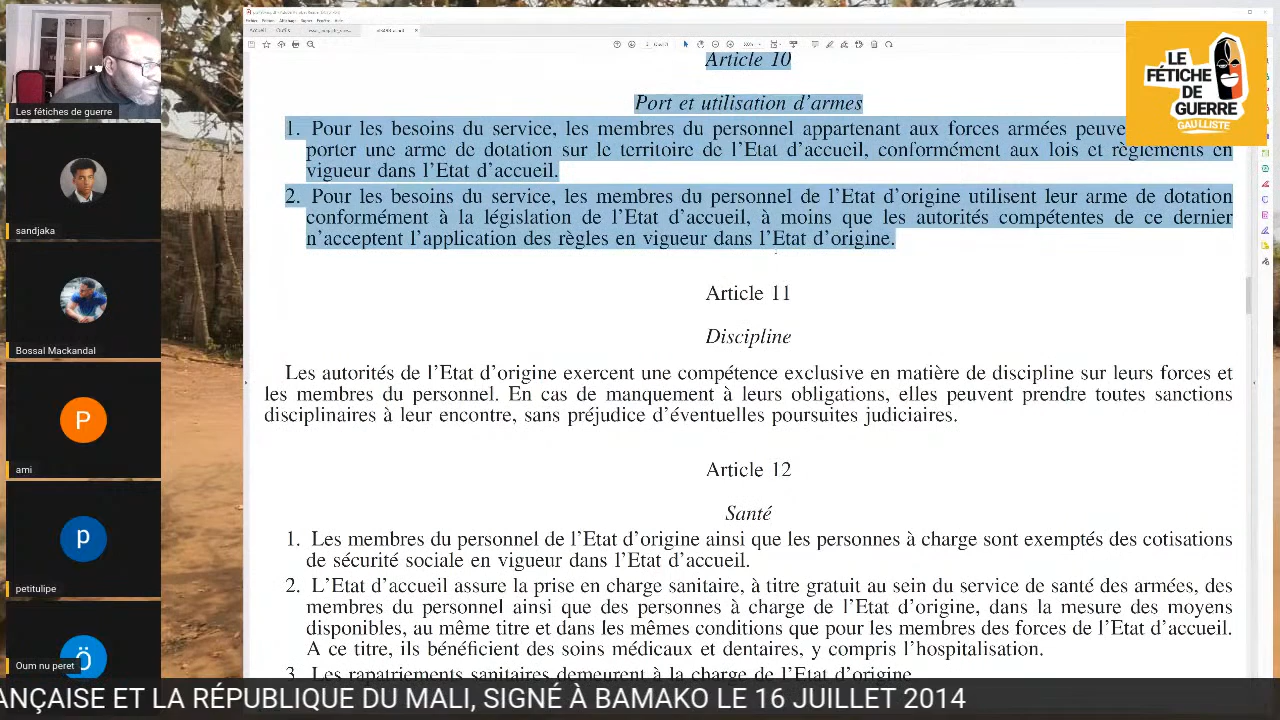 Accueil Outils
Les fétiches de guerre
sandjaka
Bossal Mackandal
P
ami
p
petitulipe
Ö
Oum nu peret
LE
FÉTICHE
DE
GUERRE
GAULLISTE
Article 10
Port et utilisation d’armes
1. Pour les besoins du service, les membres du personnel appartenant aux forces armées
porter une arme de dotation sur le territoire de l’Etat d’accueil, conformément aux lois et règlements en
vigueur dans l’Etat d’accueil.
2. Pour les besoins du service, les membres du personnel de l’Etat d’origine utilisent leur arme de dotation
conformément à la législation de l’Etat d’accueil, à moins que les autorités compétentes de ce dernier
n’acceptent l’application des règles en vigueur dans l’Etat d’origine.
Article 11
Discipline
Les autorités de l’Etat d’origine exercent une compétence exclusive en matière de discipline sur leurs forces et
les membres du personnel. En cas de manquement à leurs obligations, elles peuvent prendre toutes sanctions
disciplinaires à leur encontre, sans préjudice d’éventuelles poursuites judiciaires.
Article 12
Santé
1. Les membres du personnel de l’Etat d’origine ainsi que les personnes à charge sont exemptés des cotisations
de sécurité sociale en vigueur dans l’Etat d’accueil.
2. L’Etat d’accueil assure la prise en charge sanitaire, à titre gratuit au sein du service de santé des armées, des
membres du personnel ainsi que des personnes à charge de l’Etat d’origine, dans la mesure des moyens
disponibles, au même titre et dans les mêmes conditions que pour les membres des forces de l’Etat d’accueil.
A ce titre, ils bénéficient des soins médicaux et dentaires, y compris l’hospitalisation.
3. Les rapatriements sanitaires demeurent à la charge de l’Etat d’origine.
ANÇAISE ET LA RÉPUBLIQUE DU MALI, SIGNÉ À BAMAKO LE 16 JUILLET 2014